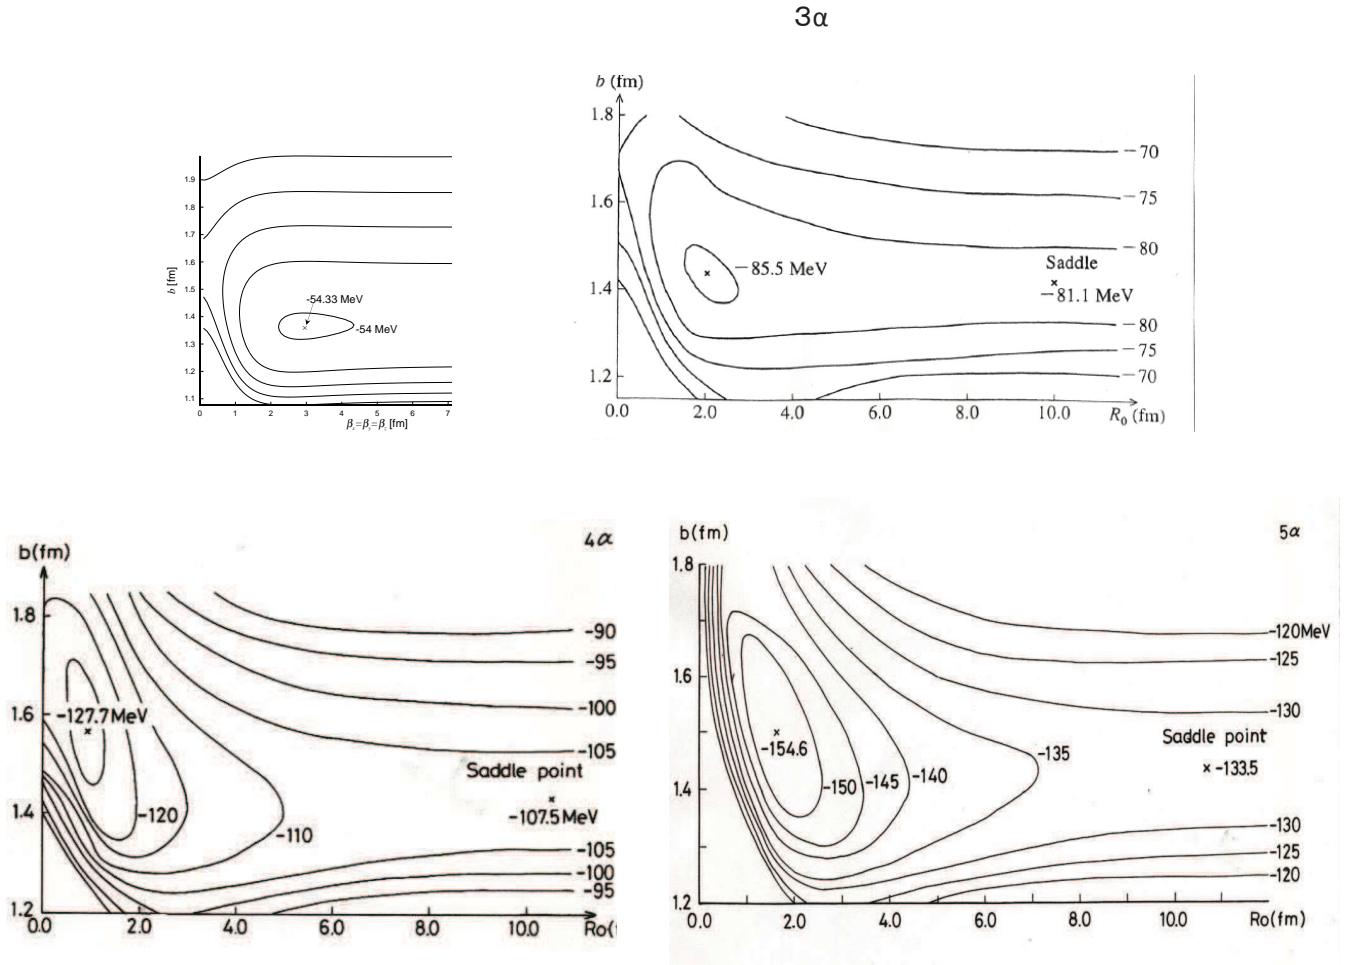 3α
b [fm]
1.9
1.8
1.7
1.6
1.5
1.4
1.3
1.2
1.1
-54.33 MeV
-54 MeV
0 1 2 3 4 5 6 7
b (fm)
1.8
1.6
1.4
1.2
-70
-75
-80
-85.5 MeV
Saddle
-81.1 MeV
-80
-75
-70
0.0 2.0 4.0 6.0 8.0 10.0 R₀ (fm)
b(fm)
4α
1.8
1.6
1.4
1.2
-90
-95
-100
-105
-127.7MeV
Saddle point
-107.5MeV
-120
-110
-105
-100
-95
0.0 2.0 4.0 6.0 8.0 10.0 Ro(f
b(fm)
5α
1.8
1.6
1.4
1.2
-120MeV
-125
-130
Saddle point
-133.5
-154.6
-150 -145 -140 -135
-130
-125
-120
0.0 2.0 4.0 6.0 8.0 10.0 Ro(fm)